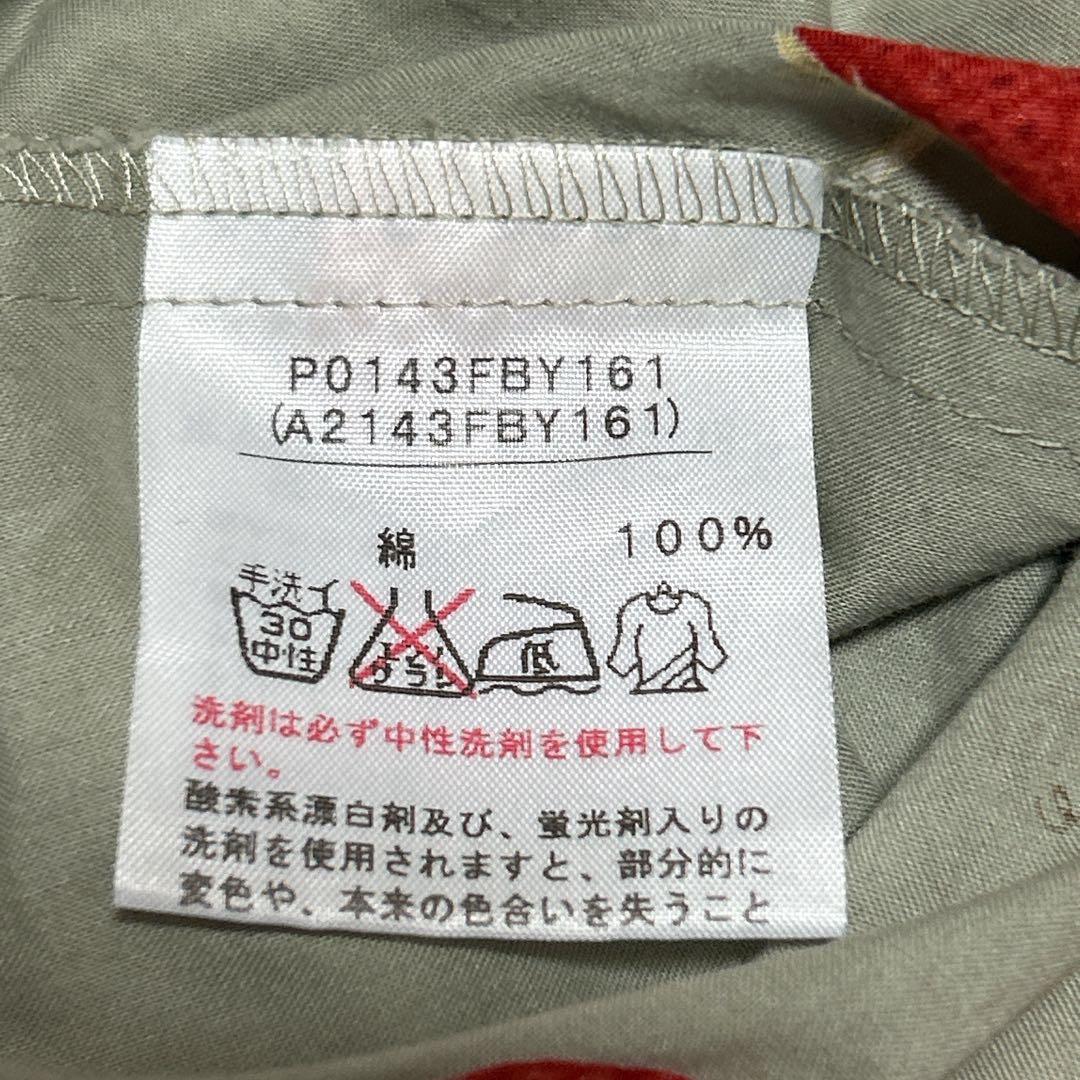 P0143FBY161
(A2143FBY161)
綿 100%
手洗イ
30
中性
エンソ
サラシ
低
洗剤は必ず中性洗剤を使用して下
さい。
酸素系漂白剤及び、蛍光剤入りの
洗剤を使用されますと、部分的に
変色や、本来の色合いを失うこと